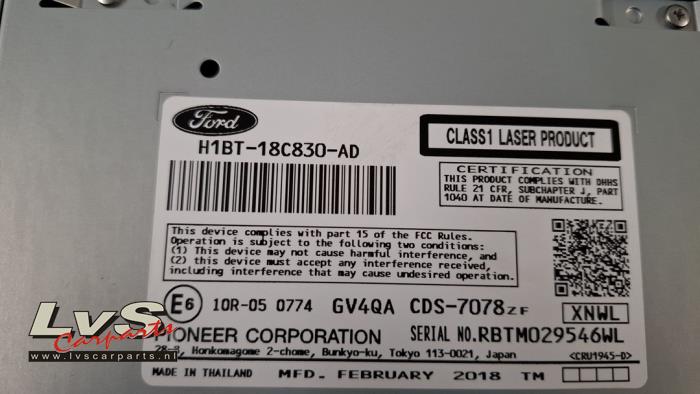 Ford
H1BT-18C830-AD
CLASS1 LASER PRODUCT
CERTIFICATION
THIS PRODUCT COMPLIES WITH DHHS
RULE 21 CFR, SUBCHAPTER J, PART
1040 AT DATE OF MANUFACTURE.
This device complies with part 15 of the FCC Rules.
Operation is subject to the following two conditions:
(1) This device may not cause harmful interference, and
(2) this device must accept any interference received,
including interference that may cause undesired operation.
E6 10R-05 0774 GV4QA CDS-7078ZF XNWL
PIONEER CORPORATION SERIAL NO.RBTM029546WL
28-8, Honkomagome 2-chome, Bunkyo-ku, Tokyo 113-0021, Japan <CRU1945-D>
MADE IN THAILAND MFD. FEBRUARY 2018 TM
LvS
Carparts
www.lvscarparts.nl